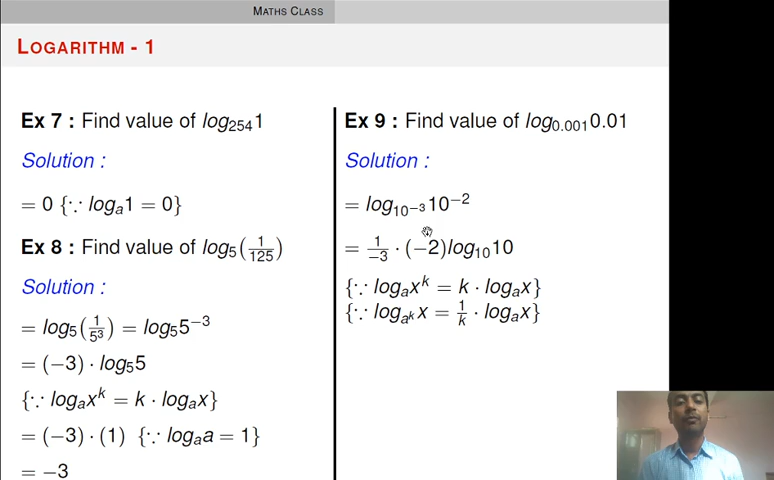 MATHS CLASS
LOGARITHM - 1
Ex 7 : Find value of log₂₅₄1
Solution :
= 0 {∵ logₐ1 = 0}
Ex 8 : Find value of log₅(1/125)
Solution :
= log₅(1/5³) = log₅5⁻³
= (−3) · log₅5
{∵ logₐxᵏ = k · logₐx}
= (−3) · (1) {∵ logₐa = 1}
= −3
Ex 9 : Find value of log₀.₀₀₁0.01
Solution :
= log₁₀⁻³10⁻²
= 1/−3 · (−2)log₁₀10
{∵ logₐxᵏ = k · logₐx}
{∵ logₐᵏx = 1/k · logₐx}